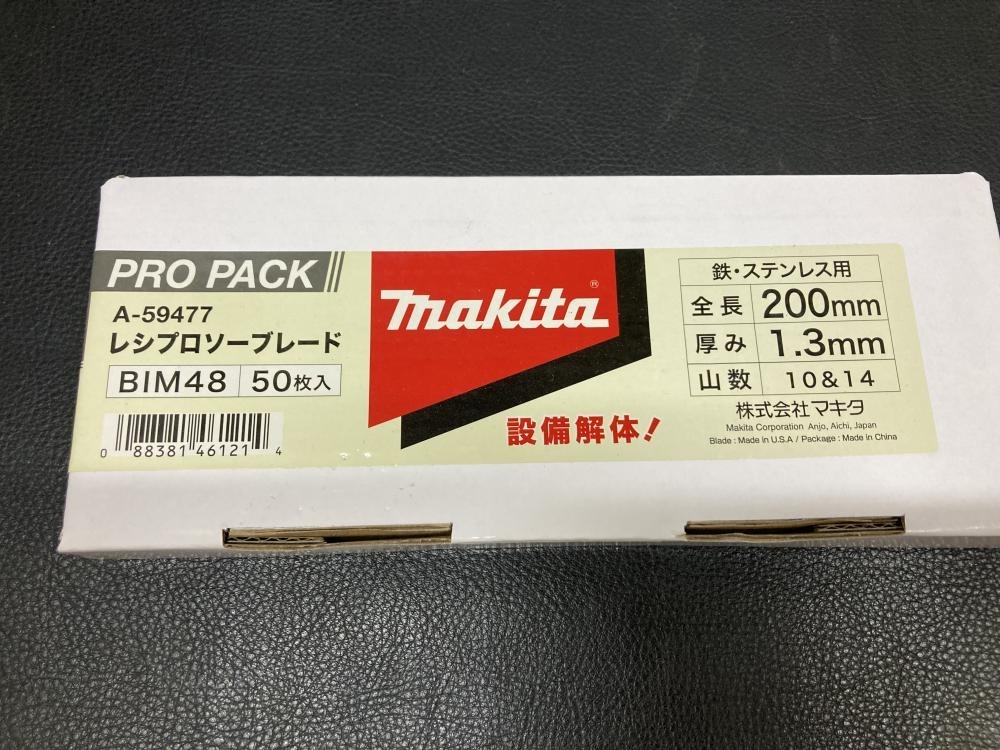 PRO PACK
A-59477
レシプロソーブレード
BIM48 50枚入
0 88381 46121 4
makita®
設備解体!
鉄・ステンレス用
全長 200mm
厚み 1.3mm
山数 10&14
株式会社マキタ
Makita Corporation Anjo, Aichi, Japan
Blade : Made in U.S.A / Package : Made in China